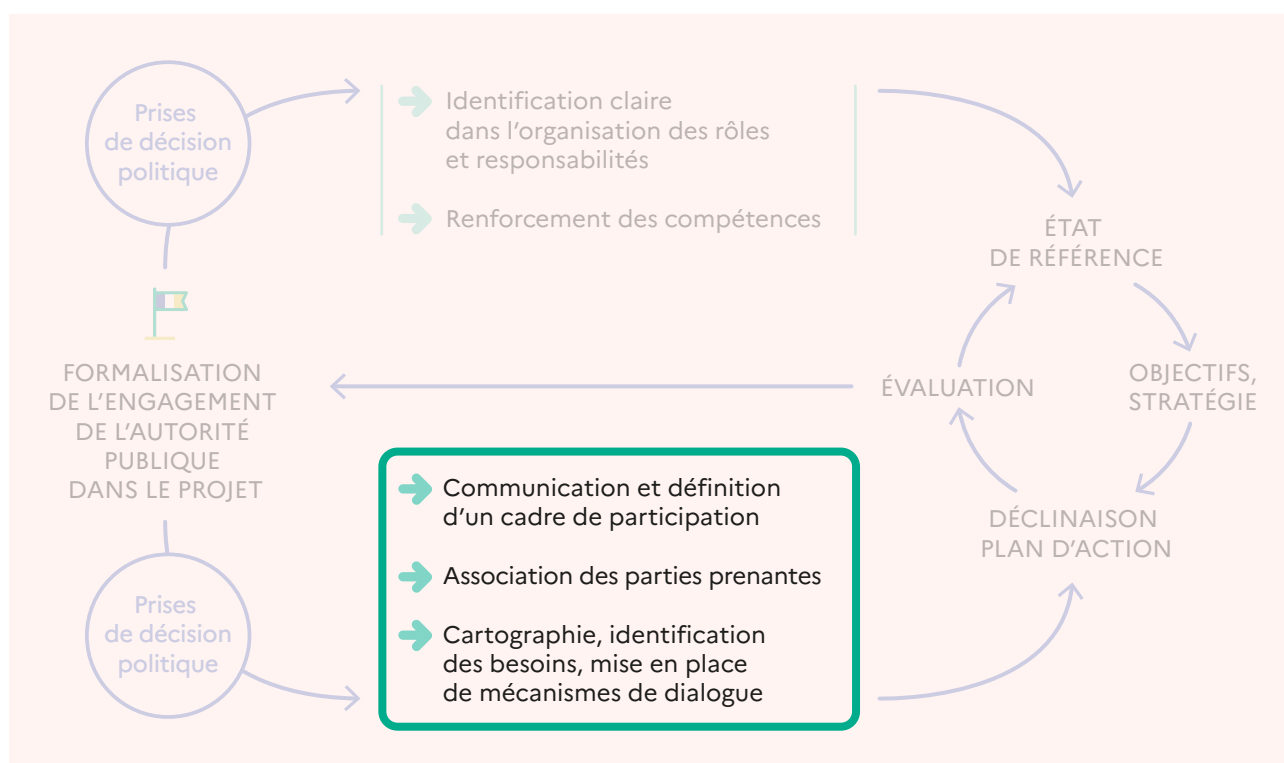 Prises
de décision
politique
Identification claire
dans l’organisation des rôles
et responsabilités
Renforcement des compétences
ÉTAT
DE RÉFÉRENCE
FORMALISATION
DE L’ENGAGEMENT
DE L’AUTORITÉ
PUBLIQUE
DANS LE PROJET
ÉVALUATION
OBJECTIFS,
STRATÉGIE
Communication et définition
d’un cadre de participation
Association des parties prenantes
Cartographie, identification
des besoins, mise en place
de mécanismes de dialogue
DÉCLINAISON
PLAN D’ACTION
Prises
de décision
politique